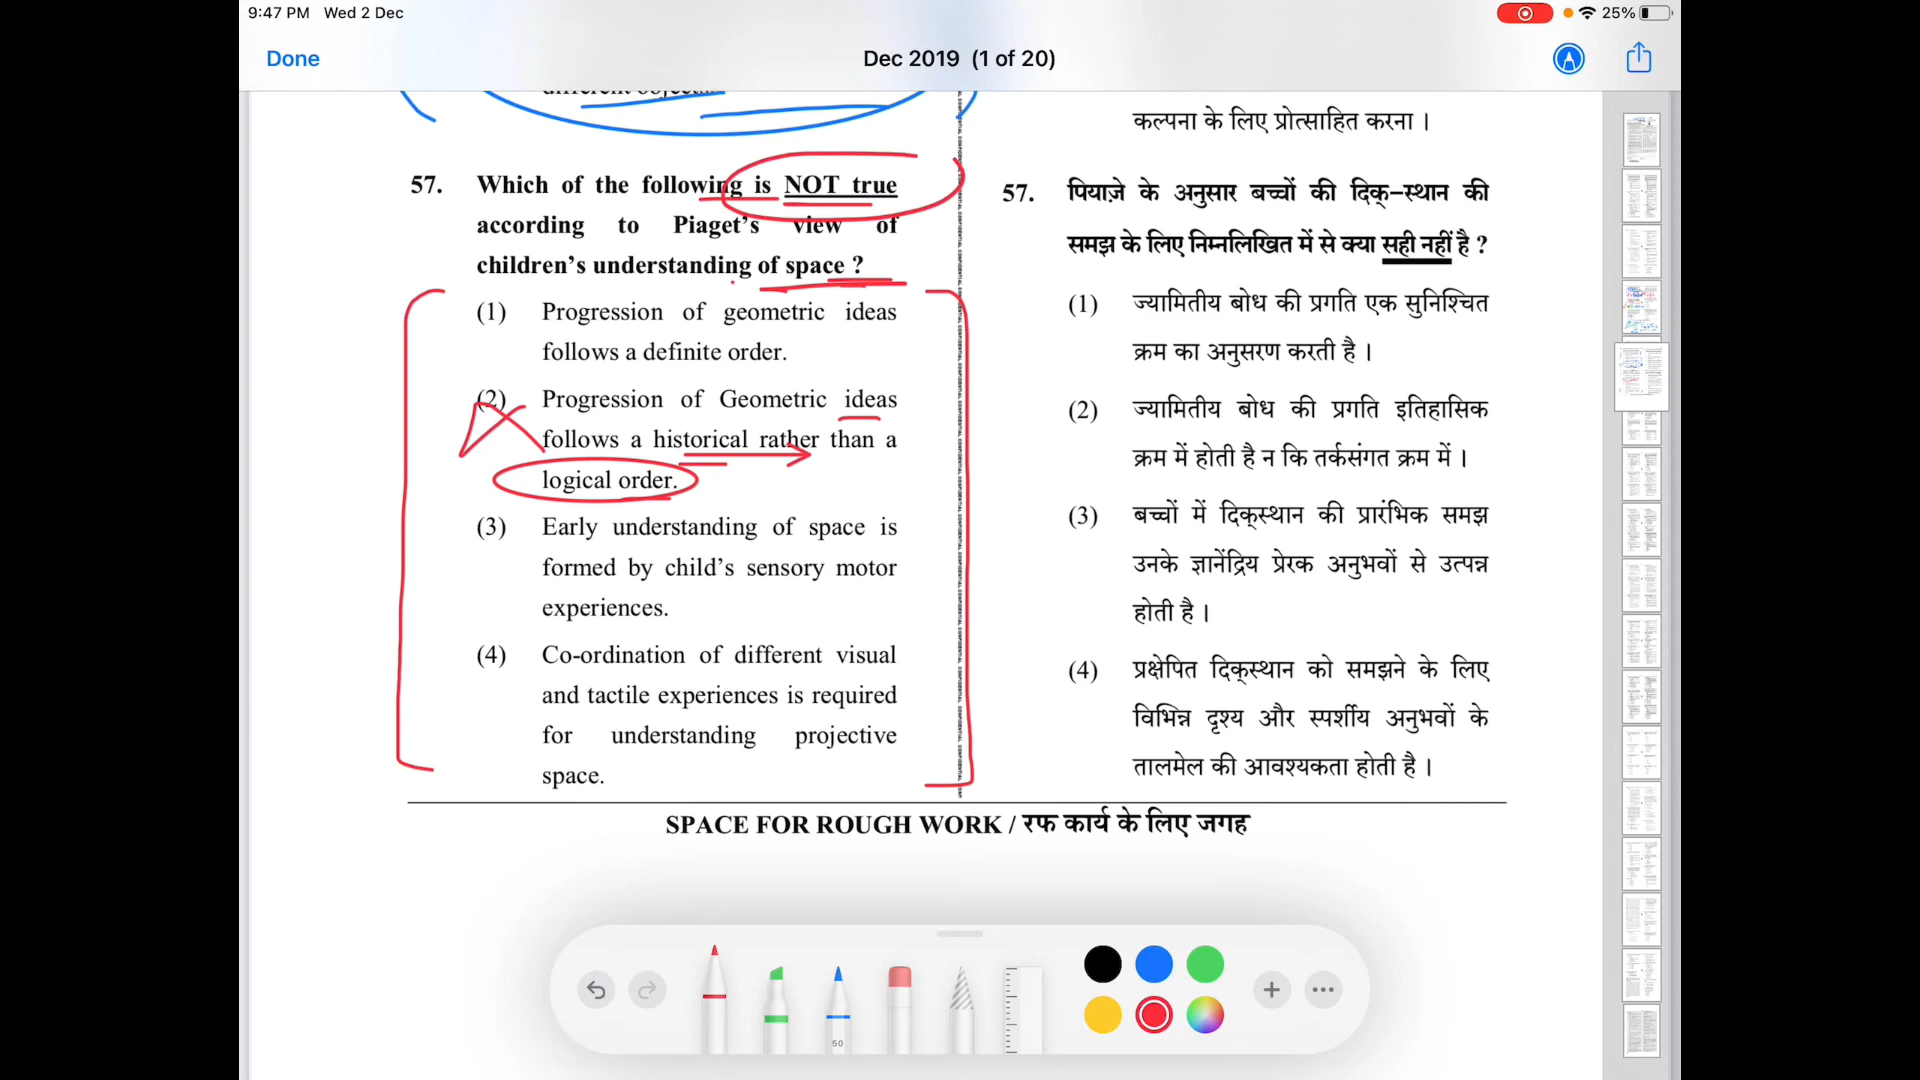 9:47 PM Wed 2 Dec
25%
Done
Dec 2019 (1 of 20)
different objects.
57. Which of the following is NOT true
according to Piaget’s view of
children’s understanding of space ?
(1) Progression of geometric ideas
follows a definite order.
(2) Progression of Geometric ideas
follows a historical rather than a
logical order.
(3) Early understanding of space is
formed by child’s sensory motor
experiences.
(4) Co-ordination of different visual
and tactile experiences is required
for understanding projective
space.
कल्पना के लिए प्रोत्साहित करना ।
57. पियाज़े के अनुसार बच्चों की दिक्–स्थान की
समझ के लिए निम्नलिखित में से क्या सही नहीं है ?
(1) ज्यामितीय बोध की प्रगति एक सुनिश्चित
क्रम का अनुसरण करती है ।
(2) ज्यामितीय बोध की प्रगति इतिहासिक
क्रम में होती है न कि तर्कसंगत क्रम में ।
(3) बच्चों में दिक्स्थान की प्रारंभिक समझ
उनके ज्ञानेंद्रिय प्रेरक अनुभवों से उत्पन्न
होती है ।
(4) प्रक्षेपित दिक्स्थान को समझने के लिए
विभिन्न दृश्य और स्पर्शीय अनुभवों के
तालमेल की आवश्यकता होती है ।
SPACE FOR ROUGH WORK / रफ कार्य के लिए जगह
50